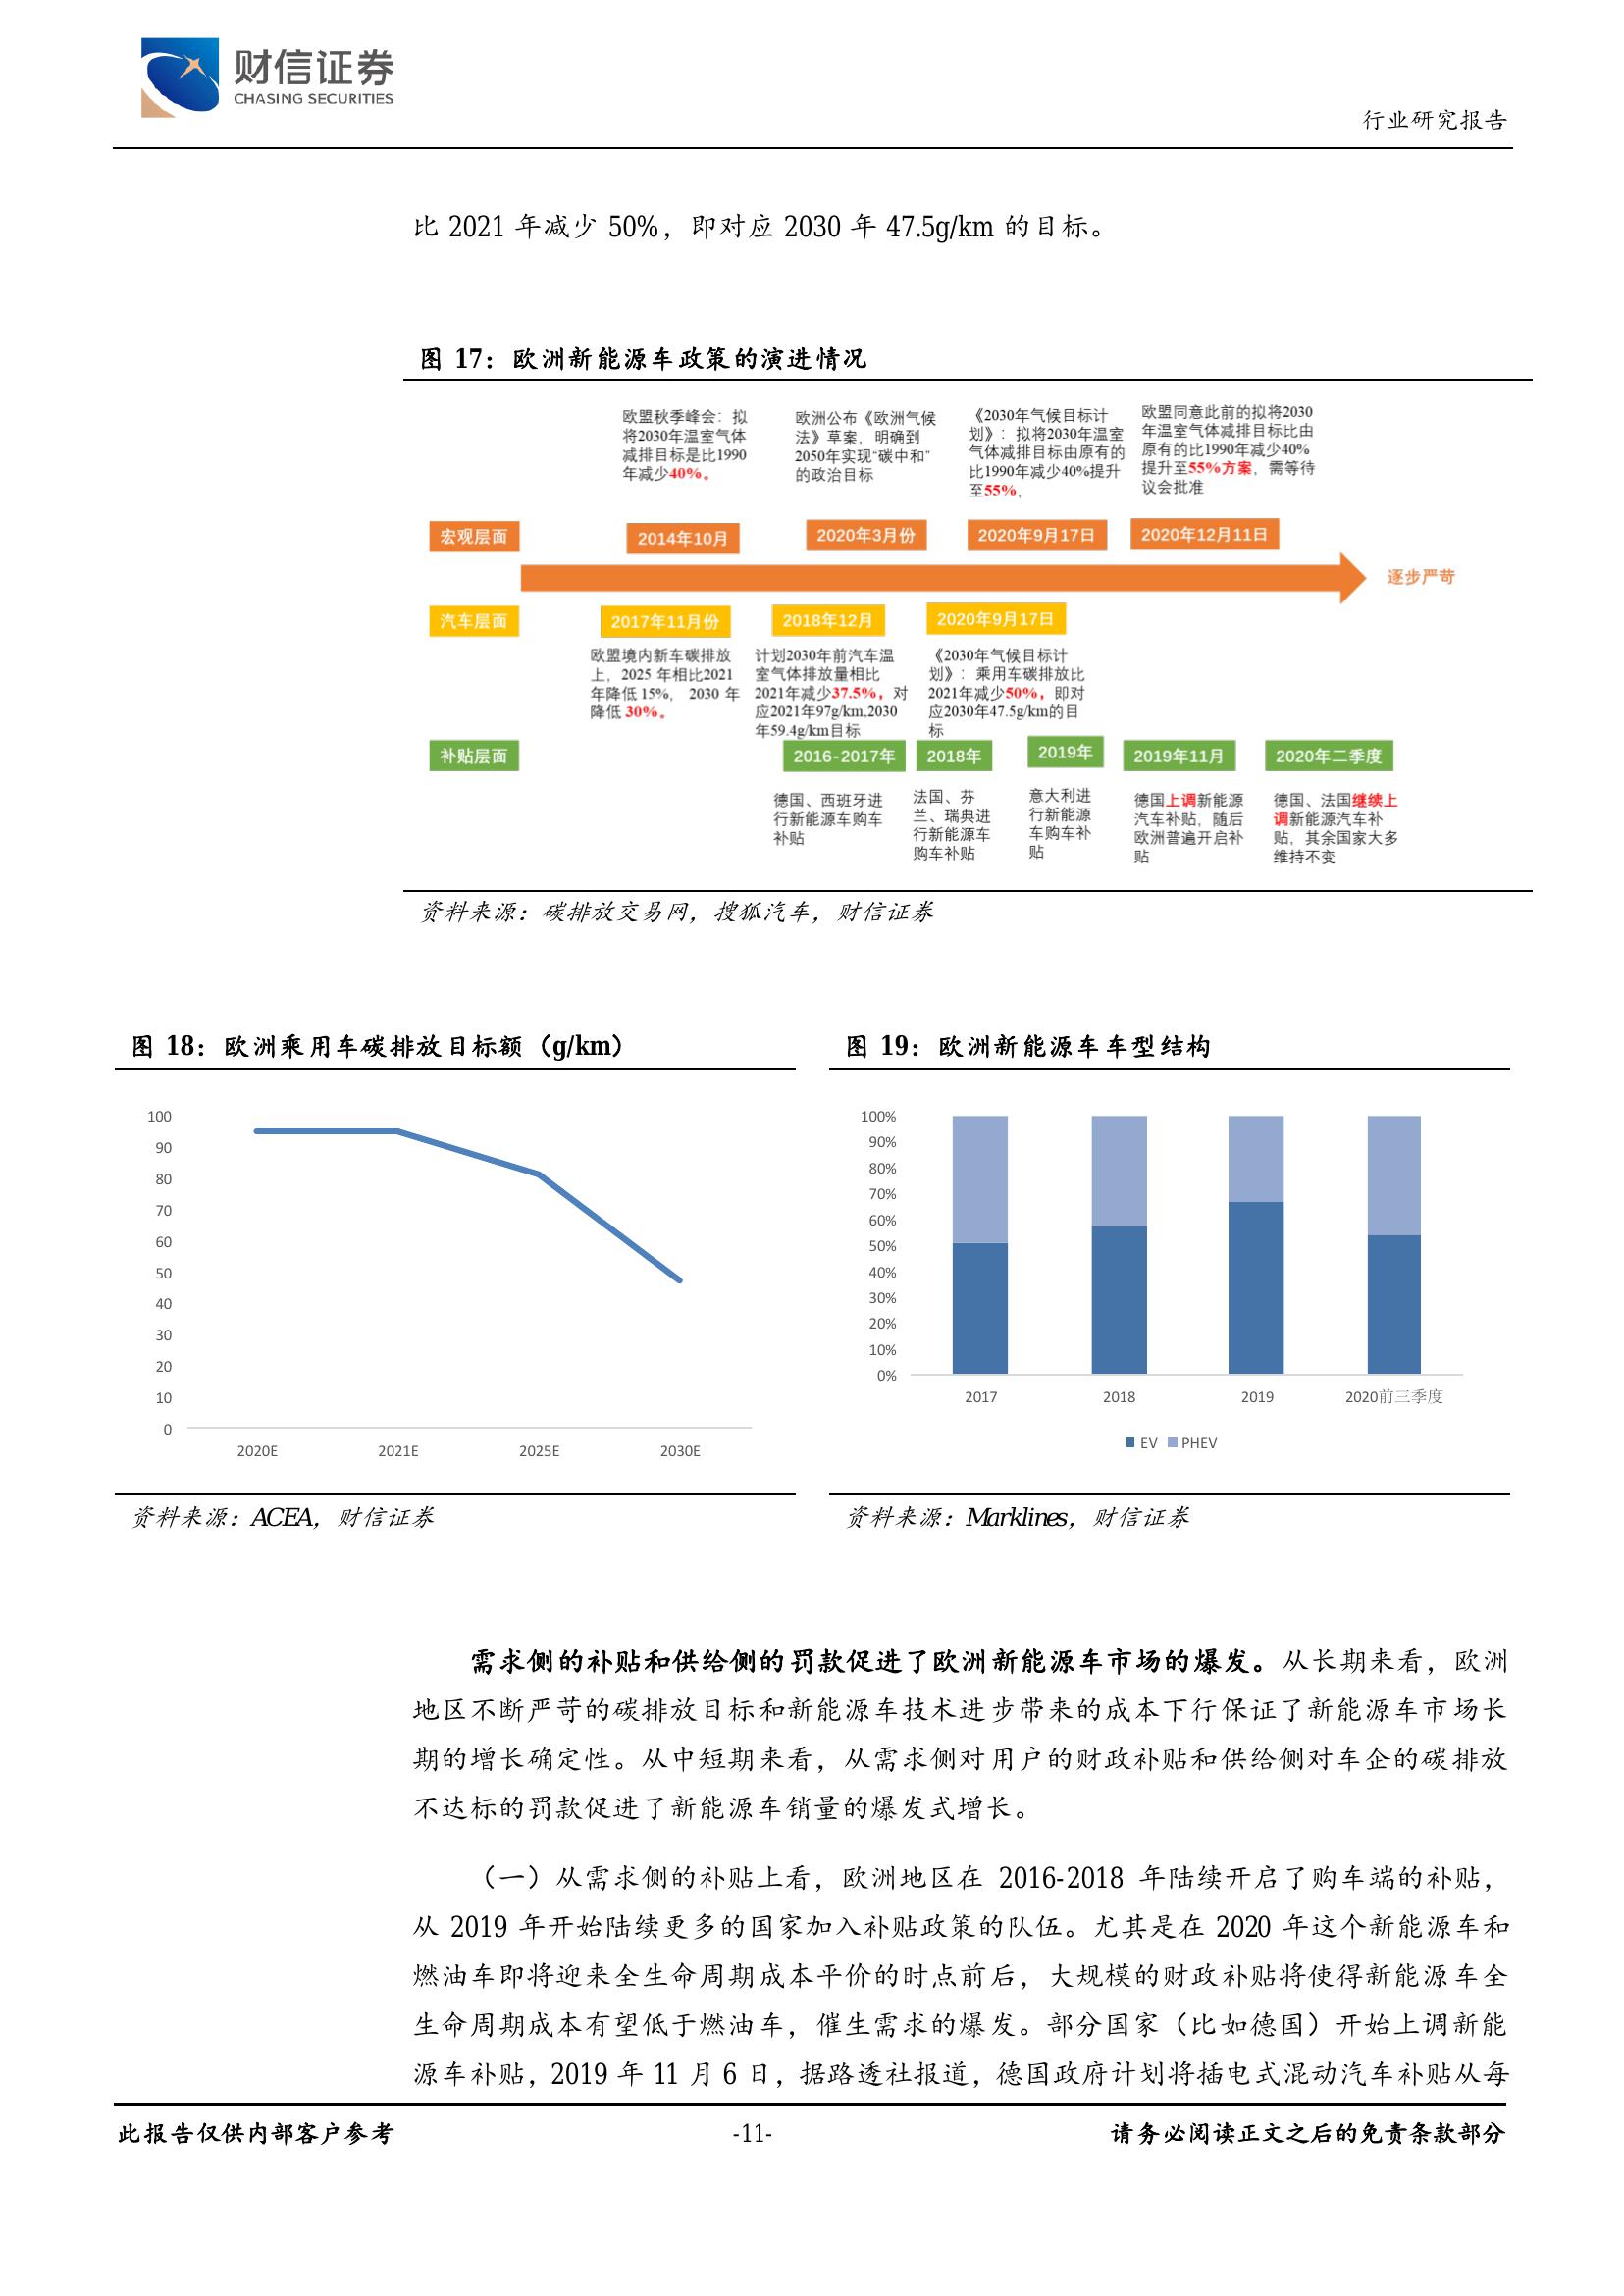 财信证券
CHASING SECURITIES
行业研究报告
比 2021 年减少 50%，即对应 2030 年 47.5g/km 的目标。
图 17：欧洲新能源车政策的演进情况
欧盟秋季峰会：拟
将2030年温室气体
减排目标是比1990
年减少40%。
欧洲公布《欧洲气候
法》草案，明确到
2050年实现“碳中和”
的政治目标
《2030年气候目标计
划》：拟将2030年温室
气体减排目标由原有的
比1990年减少40%提升
至55%，
欧盟同意此前的拟将2030
年温室气体减排目标比由
原有的比1990年减少40%
提升至55%方案，需等待
议会批准
宏观层面
2014年10月
2020年3月份
2020年9月17日
2020年12月11日
逐步严苛
汽车层面
2017年11月份
2018年12月
2020年9月17日
欧盟境内新车碳排放
上，2025 年相比2021
年降低 15%， 2030 年
降低 30%。
计划2030年前汽车温
室气体排放量相比
2021年减少37.5%，对
应2021年97g/km,2030
年59.4g/km目标
《2030年气候目标计
划》：乘用车碳排放比
2021年减少50%，即对
应2030年47.5g/km的目
标
补贴层面
2016-2017年
2018年
2019年
2019年11月
2020年二季度
德国、西班牙进
行新能源车购车
补贴
法国、芬
兰、瑞典进
行新能源车
购车补贴
意大利进
行新能源
车购车补
贴
德国上调新能源
汽车补贴，随后
欧洲普遍开启补
贴
德国、法国继续上
调新能源汽车补
贴，其余国家大多
维持不变
资料来源：碳排放交易网，搜狐汽车，财信证券
图 18：欧洲乘用车碳排放目标额（g/km）
100
90
80
70
60
50
40
30
20
10
0
2020E 2021E 2025E 2030E
资料来源：ACEA，财信证券
图 19：欧洲新能源车车型结构
100%
90%
80%
70%
60%
50%
40%
30%
20%
10%
0%
2017 2018 2019 2020前三季度
EV PHEV
资料来源：Marklines，财信证券
需求侧的补贴和供给侧的罚款促进了欧洲新能源车市场的爆发。从长期来看，欧洲
地区不断严苛的碳排放目标和新能源车技术进步带来的成本下行保证了新能源车市场长
期的增长确定性。从中短期来看，从需求侧对用户的财政补贴和供给侧对车企的碳排放
不达标的罚款促进了新能源车销量的爆发式增长。
（一）从需求侧的补贴上看，欧洲地区在 2016-2018 年陆续开启了购车端的补贴，
从 2019 年开始陆续更多的国家加入补贴政策的队伍。尤其是在 2020 年这个新能源车和
燃油车即将迎来全生命周期成本平价的时点前后，大规模的财政补贴将使得新能源车全
生命周期成本有望低于燃油车，催生需求的爆发。部分国家（比如德国）开始上调新能
源车补贴，2019 年 11 月 6 日，据路透社报道，德国政府计划将插电式混动汽车补贴从每
此报告仅供内部客户参考
-11-
请务必阅读正文之后的免责条款部分